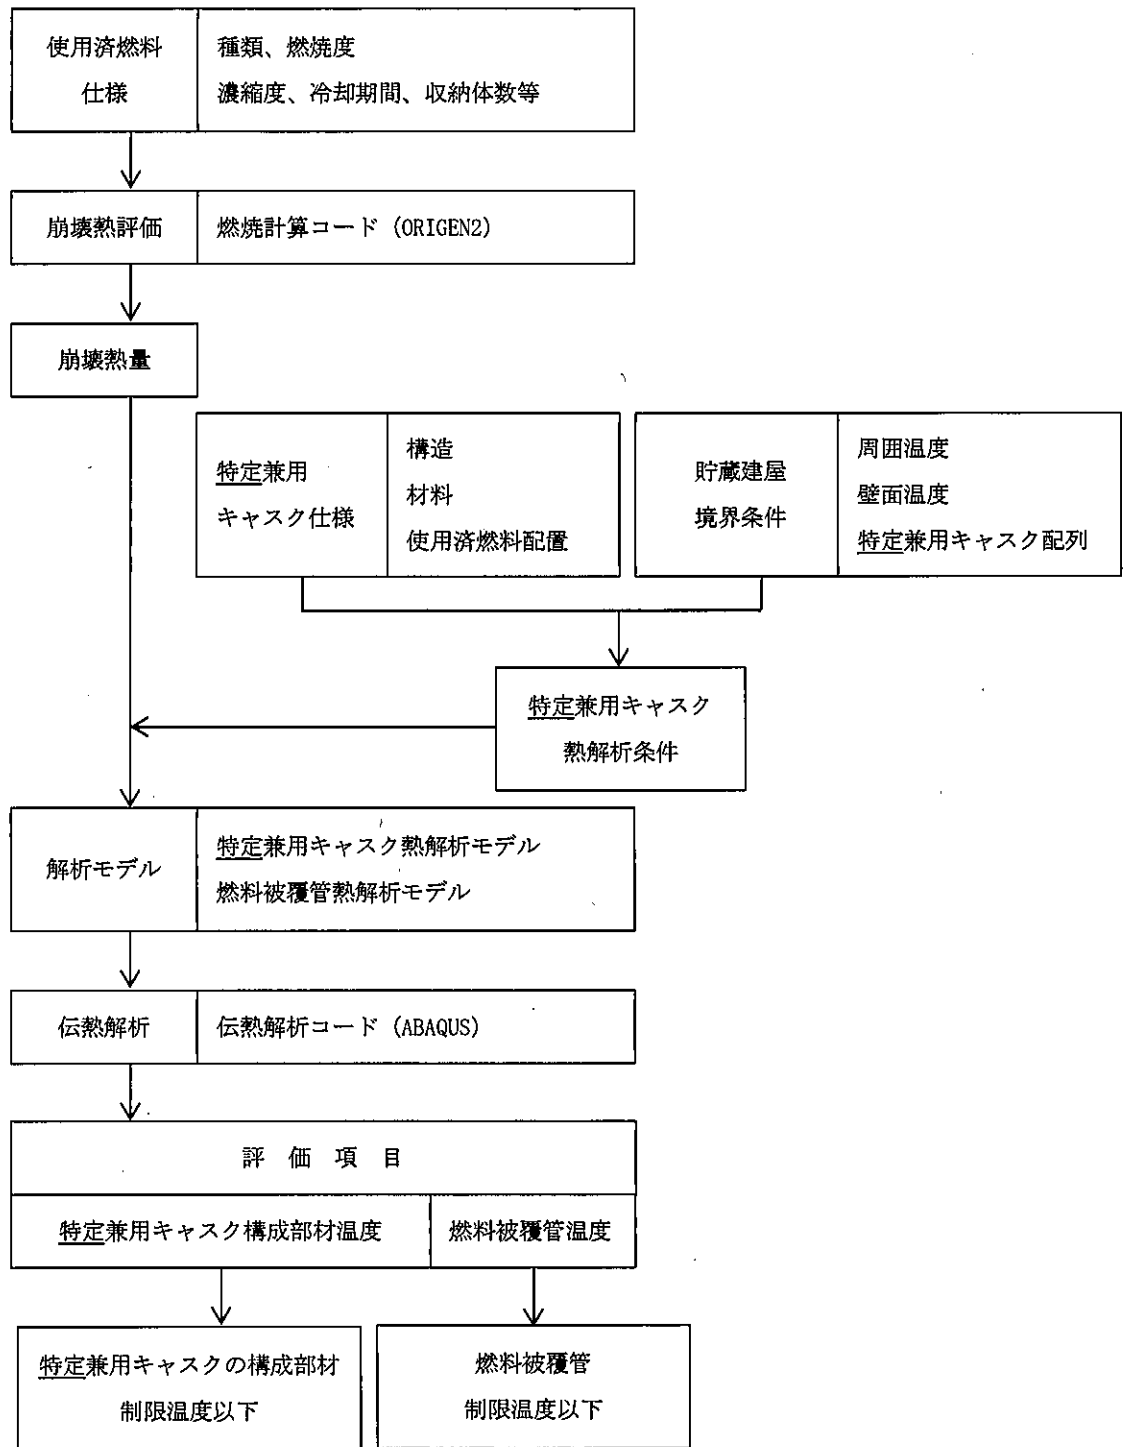 使用済燃料
仕様
種類、燃焼度
濃縮度、冷却期間、収納体数等
崩壊熱評価
燃焼計算コード (ORIGEN2)
崩壊熱量
特定兼用
キャスク仕様
構造
材料
使用済燃料配置
貯蔵建屋
境界条件
周囲温度
壁面温度
特定兼用キャスク配列
特定兼用キャスク
熱解析条件
解析モデル
特定兼用キャスク熱解析モデル
燃料被覆管熱解析モデル
伝熱解析
伝熱解析コード (ABAQUS)
評 価 項 目
特定兼用キャスク構成部材温度
燃料被覆管温度
特定兼用キャスクの構成部材
制限温度以下
燃料被覆管
制限温度以下